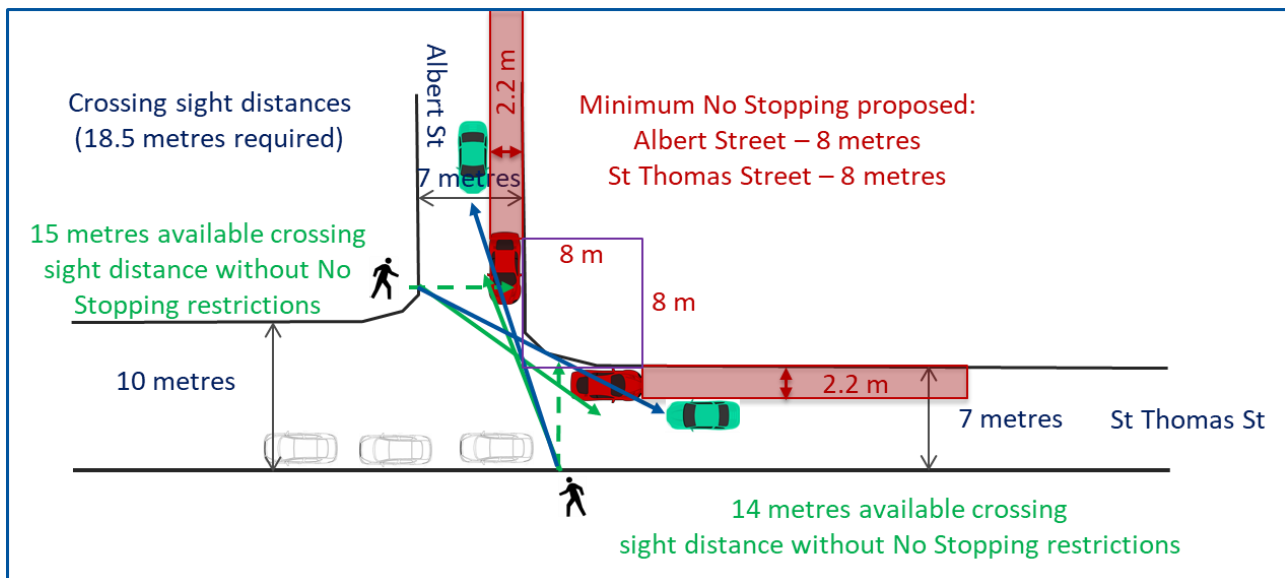 Crossing sight distances
(18.5 metres required)
Albert St
2.2 m
Minimum No Stopping proposed:
Albert Street – 8 metres
St Thomas Street – 8 metres
7 metres
15 metres available crossing
sight distance without No
Stopping restrictions
8 m
8 m
10 metres
2.2 m
7 metres
St Thomas St
14 metres available crossing
sight distance without No Stopping restrictions